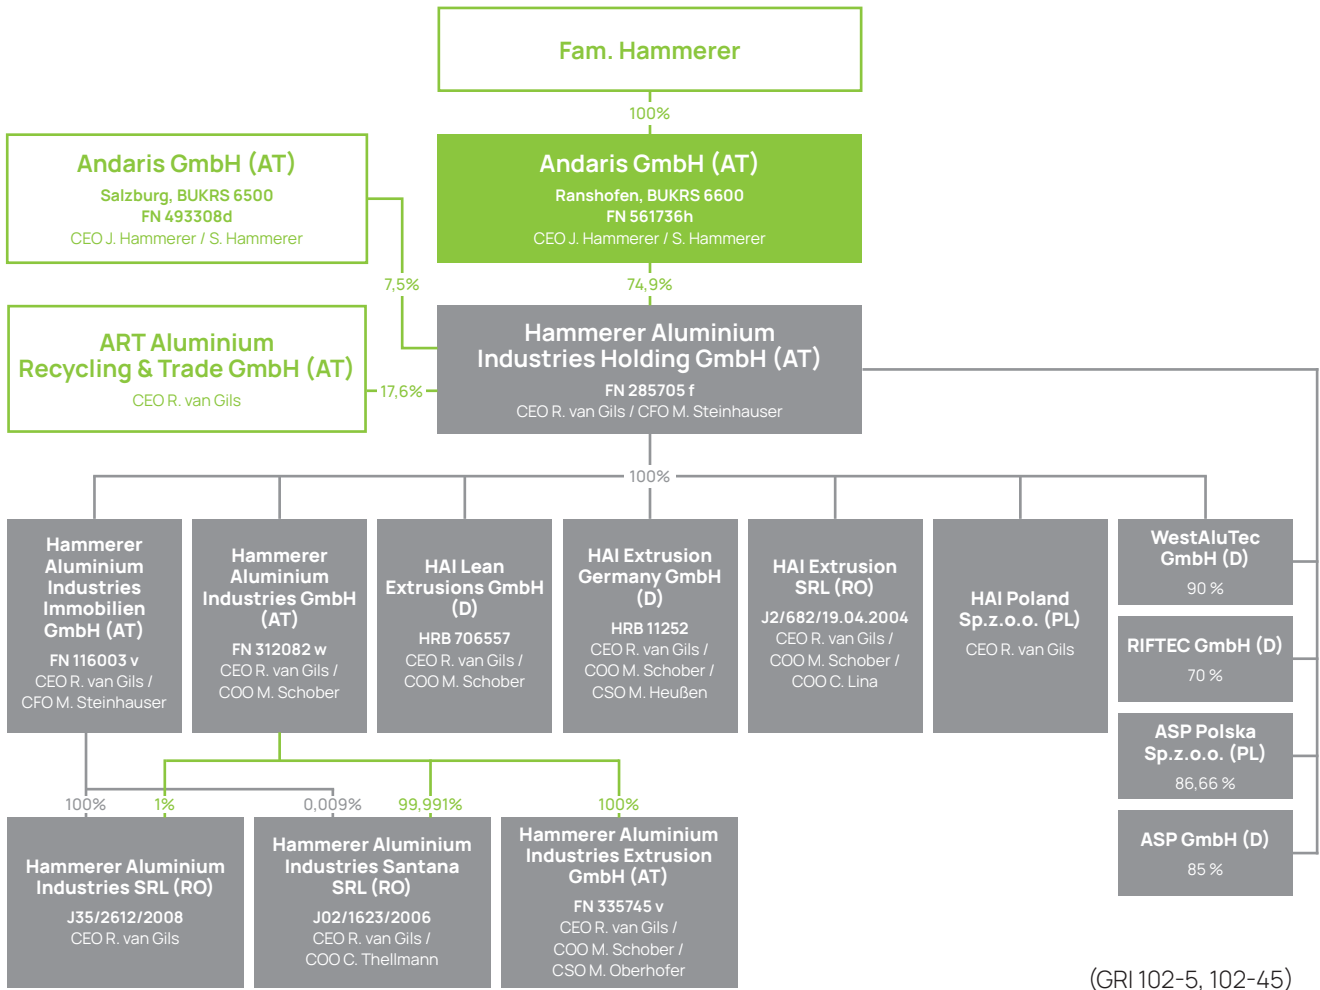 Fam. Hammerer
100%
Andaris GmbH (AT)
Salzburg, BUKRS 6500
FN 493308d
CEO J. Hammerer / S. Hammerer
Andaris GmbH (AT)
Ranshofen, BUKRS 6600
FN 561736h
CEO J. Hammerer / S. Hammerer
7,5%
74,9%
ART Aluminium
Recycling & Trade GmbH (AT)
CEO R. van Gils
17,6%
Hammerer Aluminium
Industries Holding GmbH (AT)
FN 285705 f
CEO R. van Gils / CFO M. Steinhauser
100%
Hammerer
Aluminium
Industries
Immobilien
GmbH (AT)
FN 116003 v
CEO R. van Gils /
CFO M. Steinhauser
Hammerer
Aluminium
Industries GmbH
(AT)
FN 312082 w
CEO R. van Gils /
COO M. Schober
HAI Lean
Extrusions GmbH
(D)
HRB 706557
CEO R. van Gils /
COO M. Schober
HAI Extrusion
Germany GmbH
(D)
HRB 11252
CEO R. van Gils /
COO M. Schober /
CSO M. Heußen
HAI Extrusion
SRL (RO)
J2/682/19.04.2004
CEO R. van Gils /
COO M. Schober /
COO C. Lina
HAI Poland
Sp.z.o.o. (PL)
CEO R. van Gils
WestAluTec
GmbH (D)
90 %
RIFTEC GmbH (D)
70 %
ASP Polska
Sp.z.o.o. (PL)
86,66 %
ASP GmbH (D)
85 %
100%
1%
0,009%
99,991%
100%
Hammerer Aluminium
Industries SRL (RO)
J35/2612/2008
CEO R. van Gils
Hammerer Aluminium
Industries Santana
SRL (RO)
J02/1623/2006
CEO R. van Gils /
COO C. Thellmann
Hammerer Aluminium
Industries Extrusion
GmbH (AT)
FN 335745 v
CEO R. van Gils /
COO M. Schober /
CSO M. Oberhofer
(GRI 102-5, 102-45)